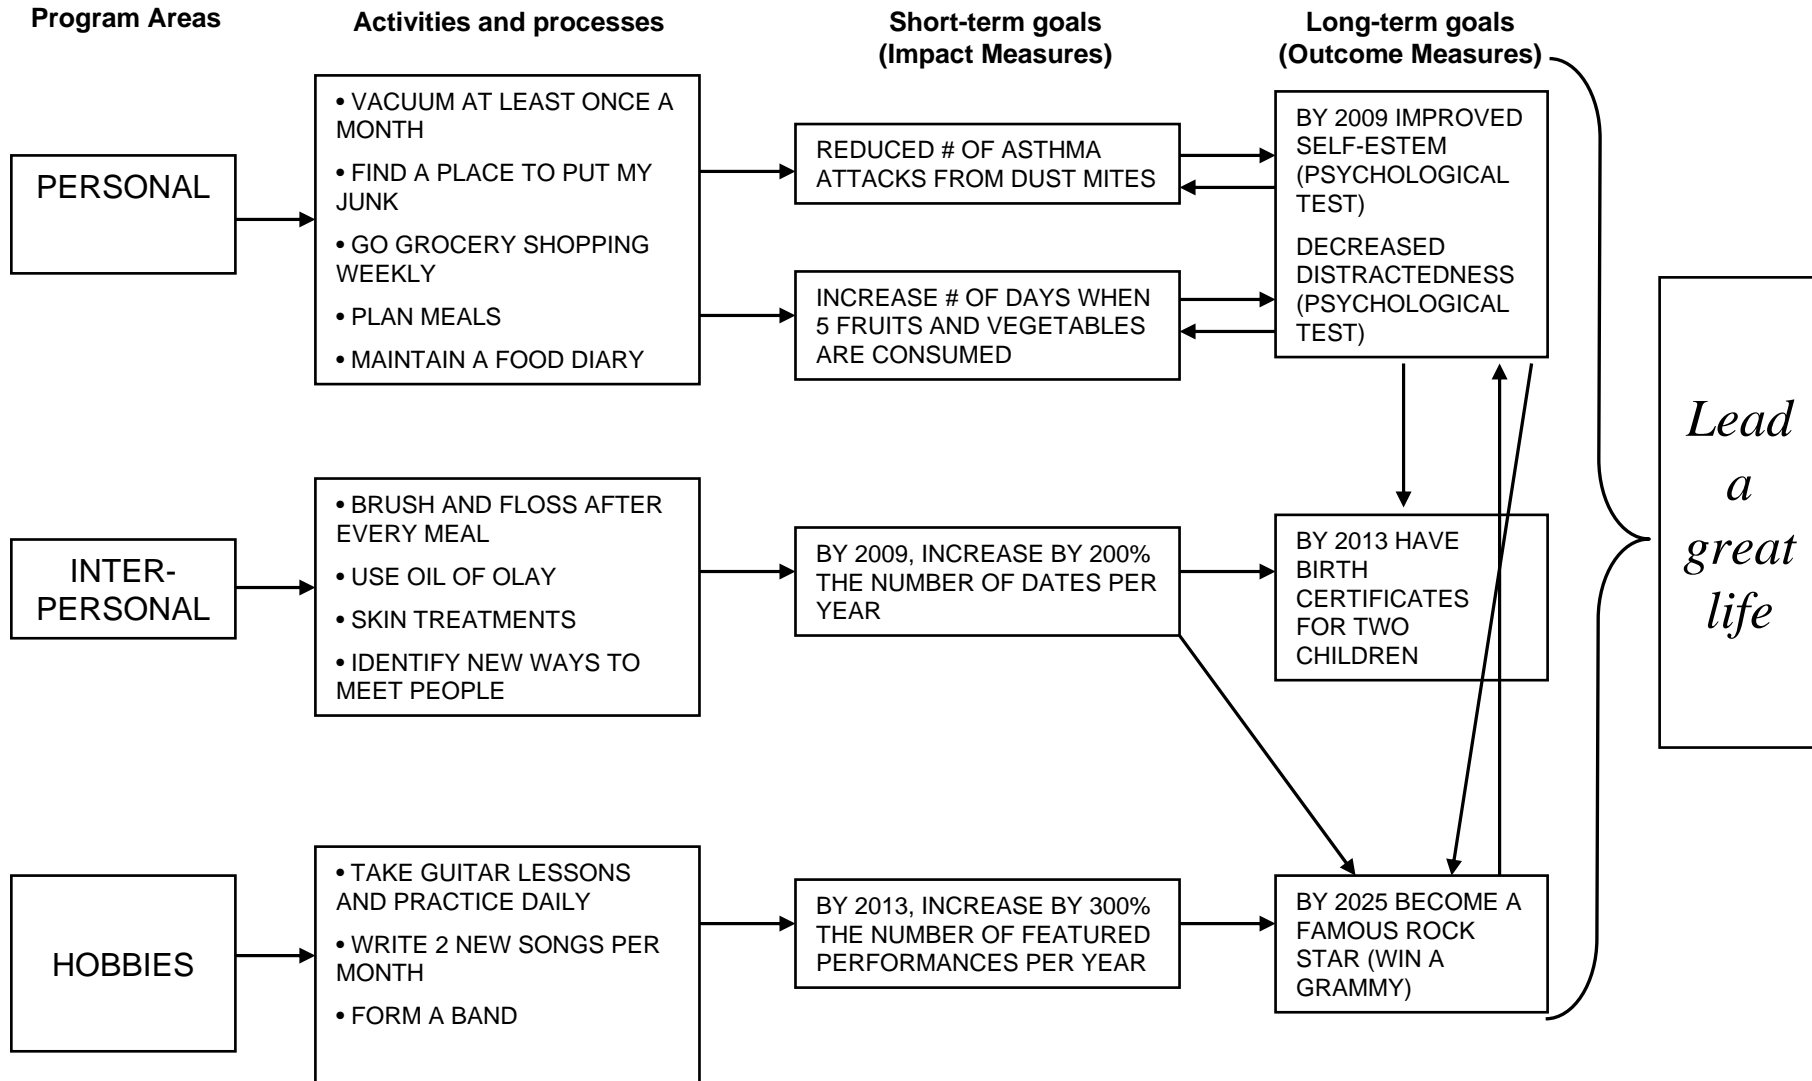 Program Areas
Activities and processes
Short-term goals
(Impact Measures)
Long-term goals
(Outcome Measures)
PERSONAL
• VACUUM AT LEAST ONCE A
MONTH
• FIND A PLACE TO PUT MY
JUNK
• GO GROCERY SHOPPING
WEEKLY
• PLAN MEALS
• MAINTAIN A FOOD DIARY
REDUCED # OF ASTHMA
ATTACKS FROM DUST MITES
INCREASE # OF DAYS WHEN
5 FRUITS AND VEGETABLES
ARE CONSUMED
BY 2009 IMPROVED
SELF-ESTEM
(PSYCHOLOGICAL
TEST)
DECREASED
DISTRACTEDNESS
(PSYCHOLOGICAL
TEST)
INTER-
PERSONAL
• BRUSH AND FLOSS AFTER
EVERY MEAL
• USE OIL OF OLAY
• SKIN TREATMENTS
• IDENTIFY NEW WAYS TO
MEET PEOPLE
BY 2009, INCREASE BY 200%
THE NUMBER OF DATES PER
YEAR
BY 2013 HAVE
BIRTH
CERTIFICATES
FOR TWO
CHILDREN
HOBBIES
• TAKE GUITAR LESSONS
AND PRACTICE DAILY
• WRITE 2 NEW SONGS PER
MONTH
• FORM A BAND
BY 2013, INCREASE BY 300%
THE NUMBER OF FEATURED
PERFORMANCES PER YEAR
BY 2025 BECOME A
FAMOUS ROCK
STAR (WIN A
GRAMMY)
Lead
a
great
life